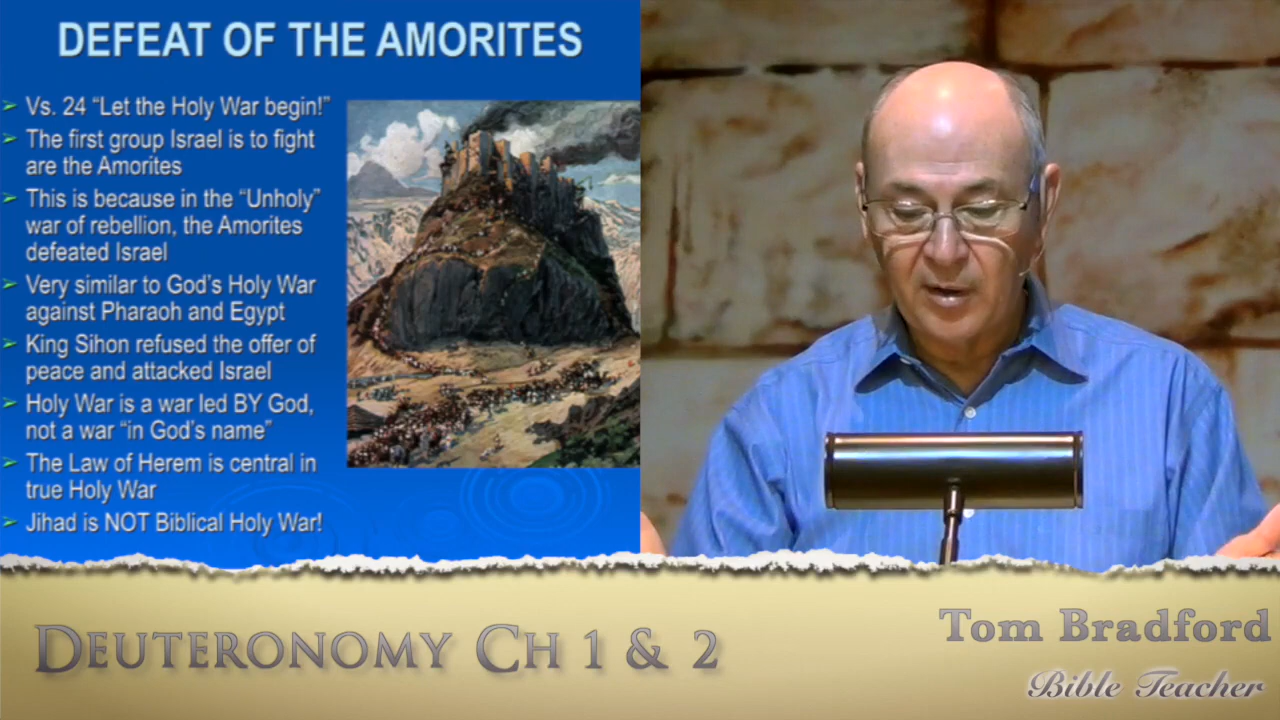 DEFEAT OF THE AMORITES
➢ Vs. 24 “Let the Holy War begin!”
➢ The first group Israel is to fight
are the Amorites
➢ This is because in the “Unholy”
war of rebellion, the Amorites
defeated Israel
➢ Very similar to God’s Holy War
against Pharaoh and Egypt
➢ King Sihon refused the offer of
peace and attacked Israel
➢ Holy War is a war led BY God,
not a war “in God’s name”
➢ The Law of Herem is central in
true Holy War
➢ Jihad is NOT Biblical Holy War!
DEUTERONOMY CH 1 & 2
Tom Bradford
Bible Teacher